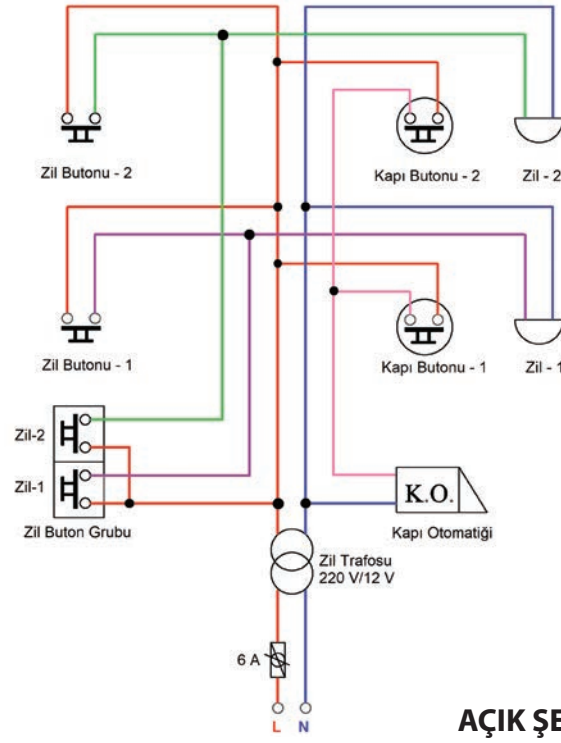 Zil Butonu - 2
Kapı Butonu - 2
Zil - 2
Zil Butonu - 1
Kapı Butonu - 1
Zil - 1
Zil-2
Zil-1
Zil Buton Grubu
K.O.
Kapı Otomatiği
Zil Trafosu
220 V/12 V
6 A
L N
AÇIK ŞE